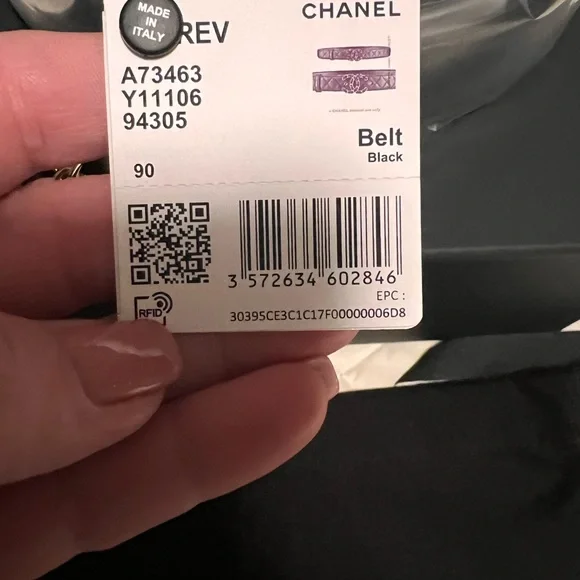 MADE
IN
ITALY
REV
CHANEL
A73463
Y11106
94305
Belt
Black
90
3 572634 602846
EPC :
RFID
30395CE3C1C17F00000006D8